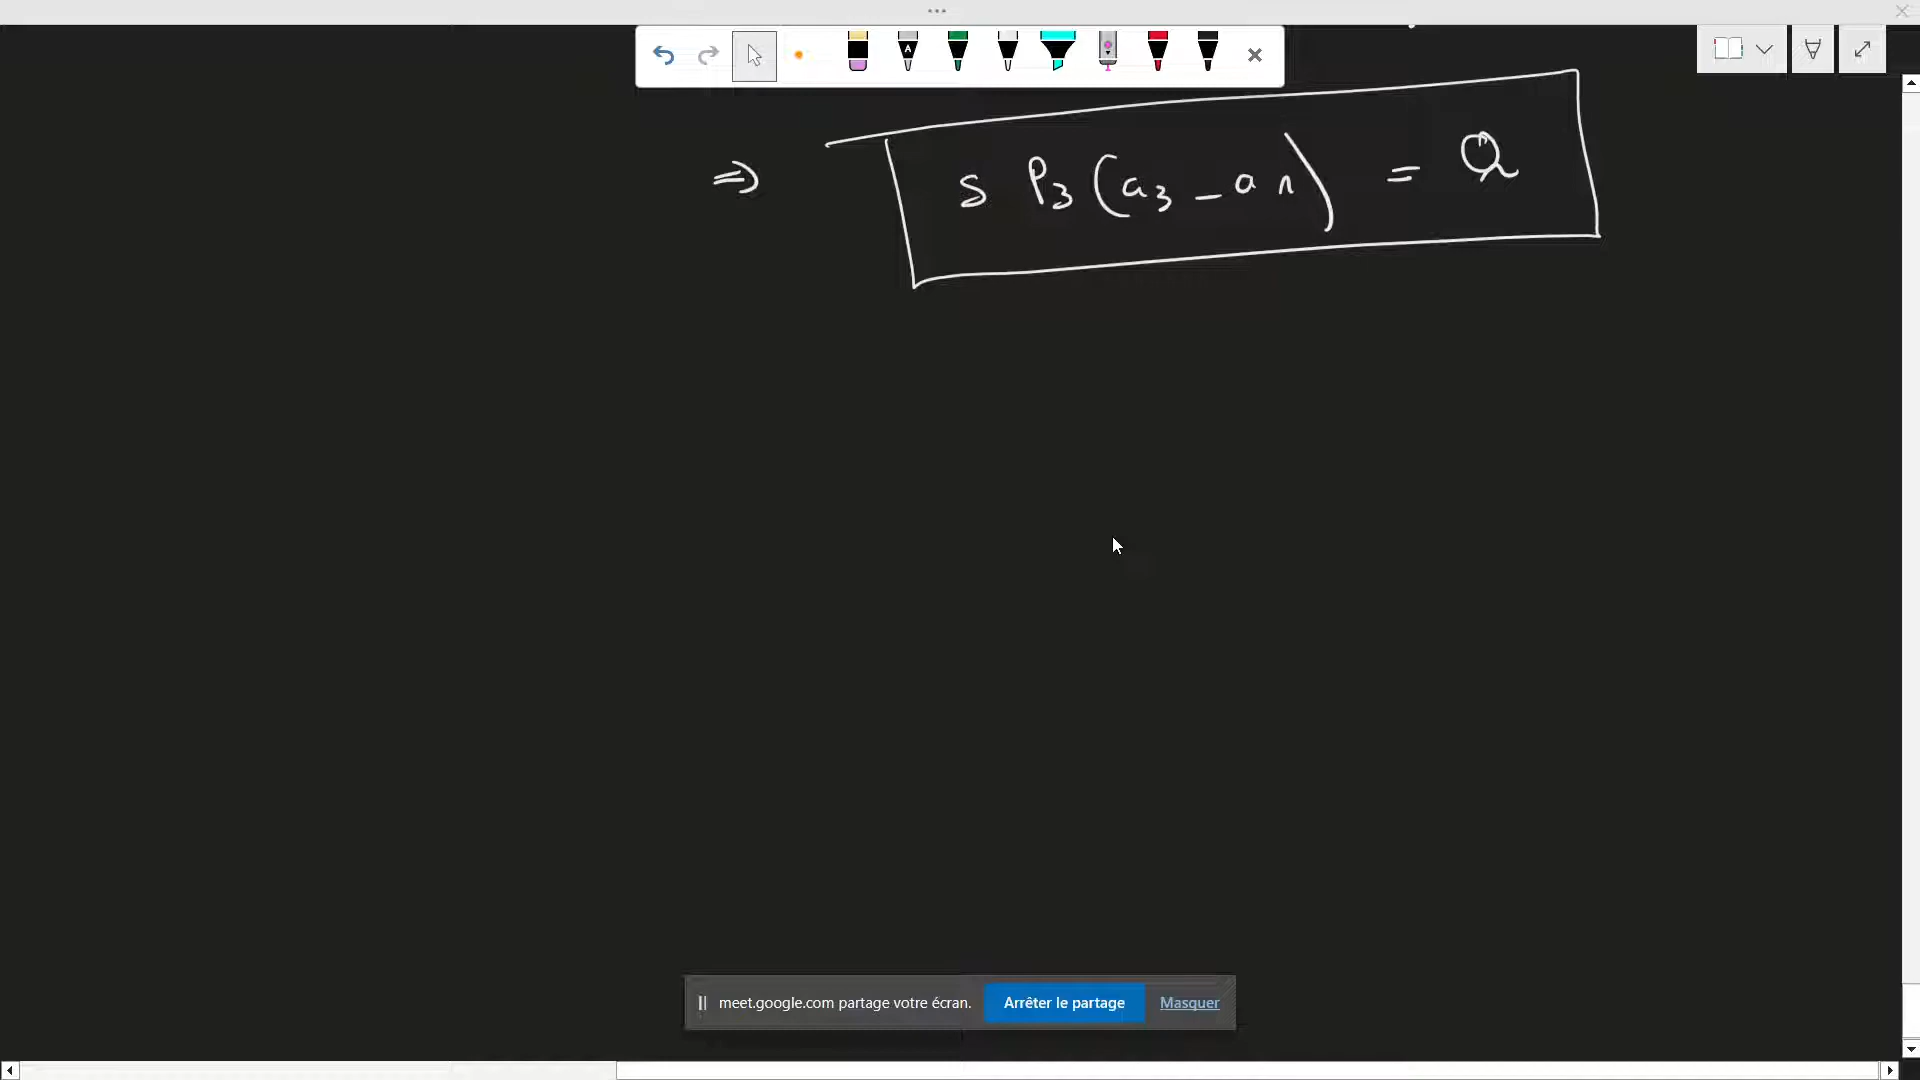 ⇒ S P₃ (a₃ - a₁) = Q
meet.google.com partage votre écran. Arrêter le partage Masquer